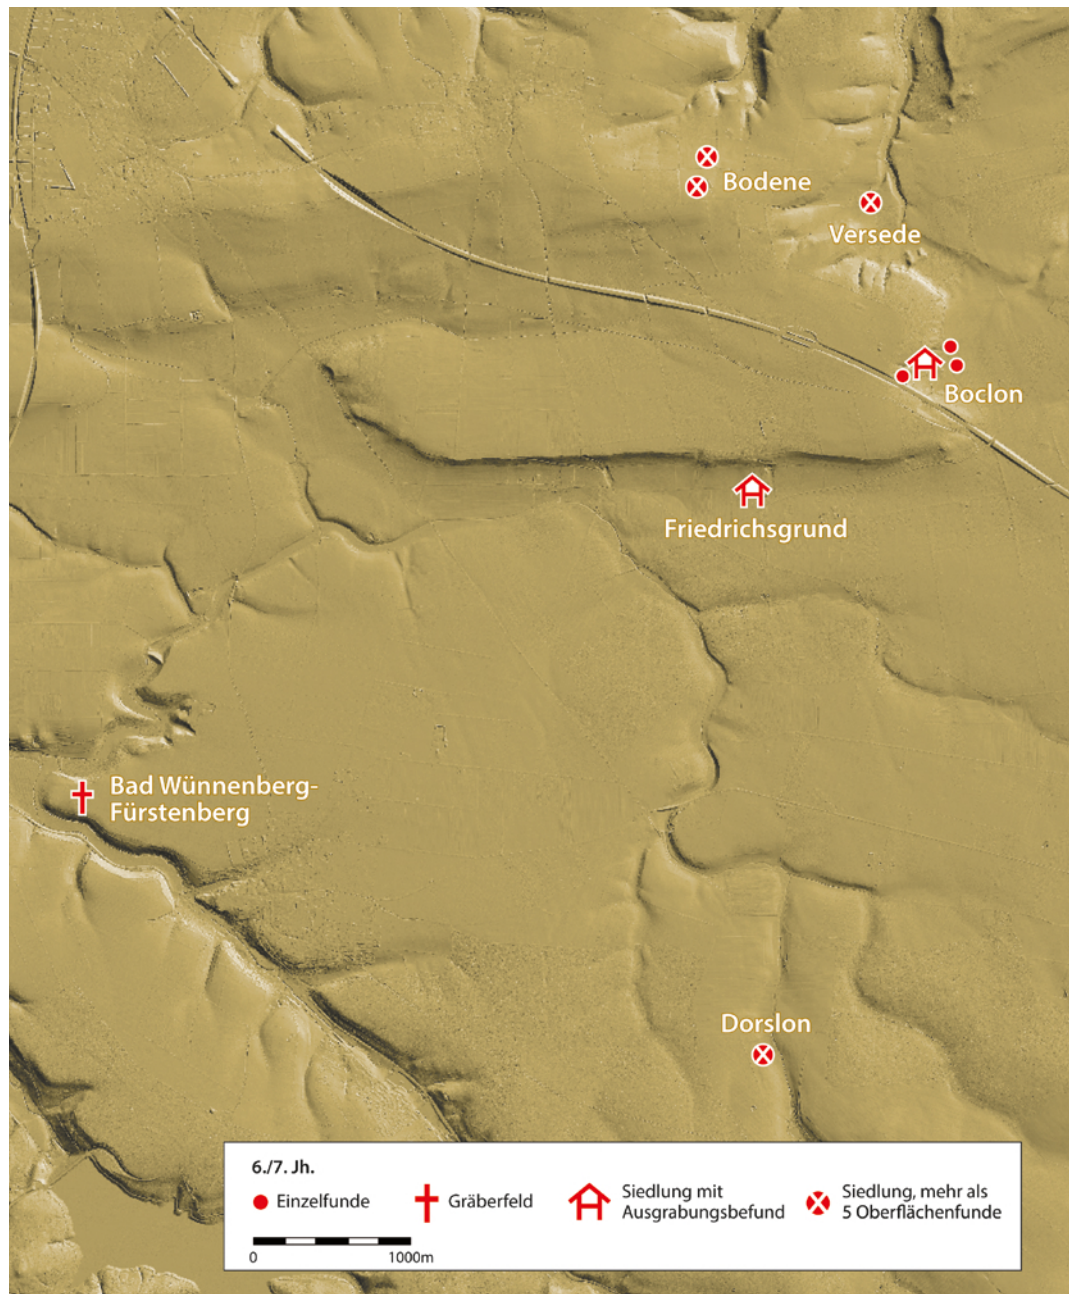 Bodene
Versede
Boclon
Friedrichsgrund
Bad Wünnenberg-
Fürstenberg
Dorslon
6./7. Jh.
Einzelfunde
Gräberfeld
Siedlung mit
Ausgrabungsbefund
Siedlung, mehr als
5 Oberflächenfunde
0
1000m